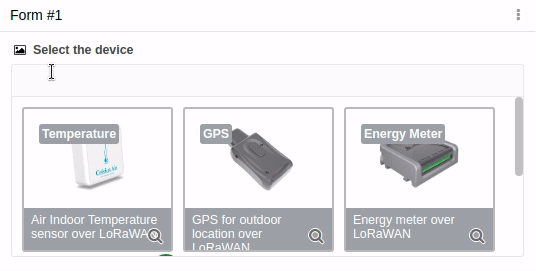 Form #1
Select the device
Temperature
GPS
Energy Meter
Air Indoor Temperature
sensor over LoRaWAN
GPS for outdoor
location over
LoRaWAN
Energy meter over
LoRaWAN